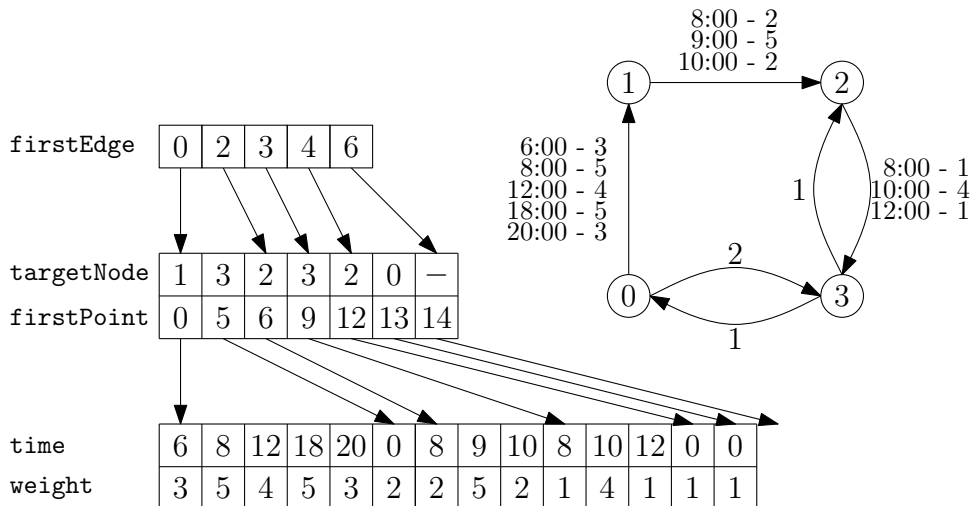 firstEdge 0 2 3 4 6
targetNode 1 3 2 3 2 0 −
firstPoint 0 5 6 9 12 13 14
time 6 8 12 18 20 0 8 9 10 8 10 12 0 0
weight 3 5 4 5 3 2 2 5 2 1 4 1 1 1
8:00 - 2
9:00 - 5
10:00 - 2
1
2
6:00 - 3
8:00 - 5
12:00 - 4
18:00 - 5
20:00 - 3
1
8:00 - 1
10:00 - 4
12:00 - 1
2
0
3
1